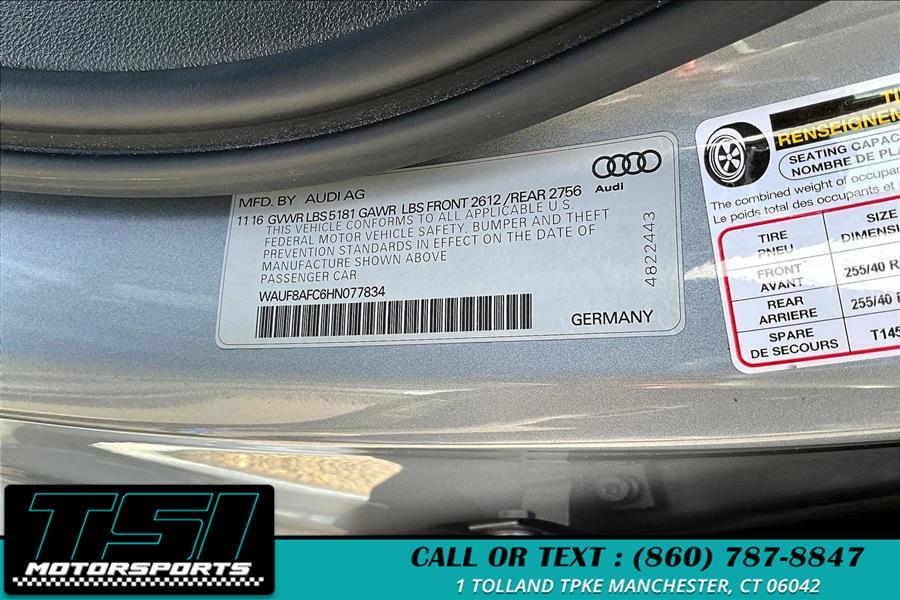 MFD. BY AUDI AG
Audi
11 16 GVWR LBS 5181 GAWR LBS FRONT 2612 /REAR 2756
THIS VEHICLE CONFORMS TO ALL APPLICABLE U.S.
FEDERAL MOTOR VEHICLE SAFETY, BUMPER AND THEFT
PREVENTION STANDARDS IN EFFECT ON THE DATE OF
MANUFACTURE SHOWN ABOVE
PASSENGER CAR
WAUF8AFC6HN077834
GERMANY
4822443
RENSEIGNEM
SEATING CAPAC
NOMBRE DE PLA
The combined weight of occupa
Le poids total des occupants et
TIRE SIZE
PNEU DIMENSI
FRONT 255/40 R
AVANT
REAR 255/40 R
ARRIERE
SPARE T145
DE SECOURS
TSI
MOTORSPORTS
CALL OR TEXT : (860) 787-8847
1 TOLLAND TPKE MANCHESTER, CT 06042